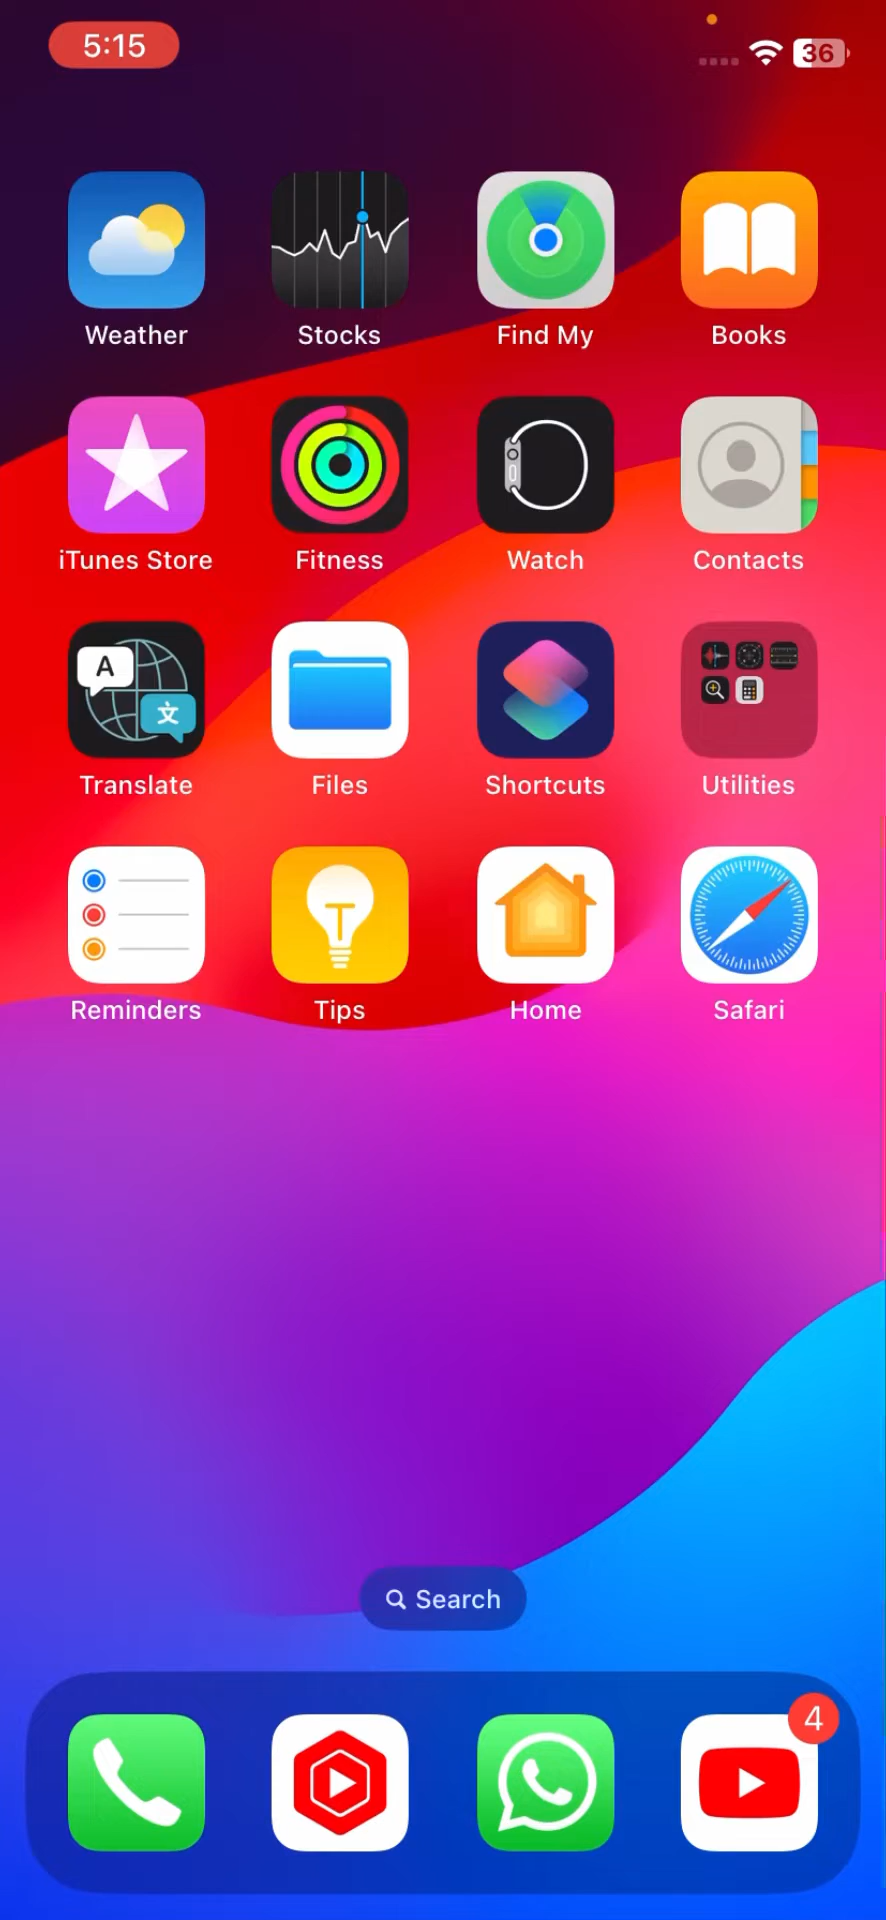 5:15
36
Weather Stocks Find My Books
iTunes Store Fitness Watch Contacts
A
文
Translate Files Shortcuts Utilities
Reminders Tips Home Safari
Search
4